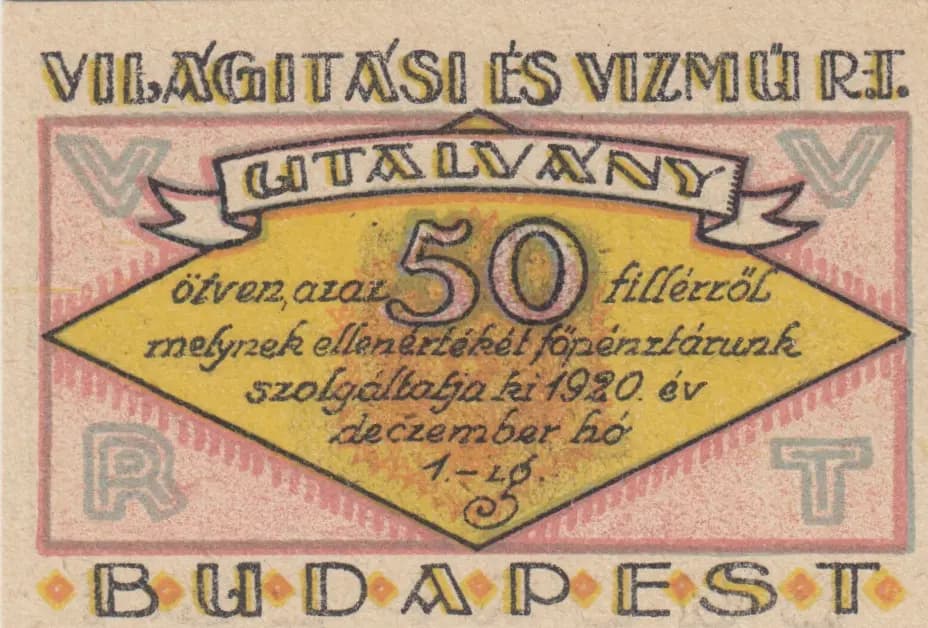 VILÁGITÁSI ÉS VIZMŰ R.T.
V V
UTALVÁNY
50
ötven, azaz fillérről
melynek ellenértékét főpénztárunk
szolgáltatja ki 1920. év
deczember hó
1.-ig.
R T
BUDAPEST